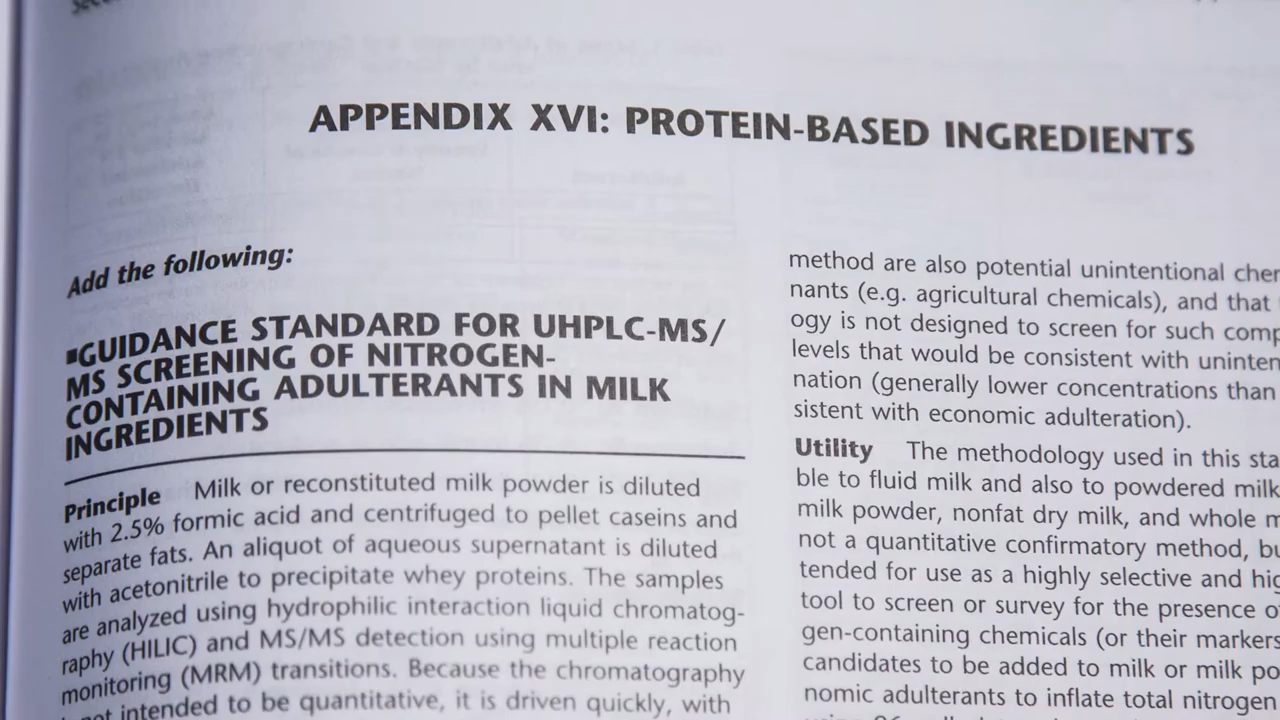 APPENDIX XVI: PROTEIN-BASED INGREDIENTS
Add the following:
■GUIDANCE STANDARD FOR UHPLC-MS/
MS SCREENING OF NITROGEN-
CONTAINING ADULTERANTS IN MILK
INGREDIENTS
Principle Milk or reconstituted milk powder is diluted
with 2.5% formic acid and centrifuged to pellet caseins and
separate fats. An aliquot of aqueous supernatant is diluted
with acetonitrile to precipitate whey proteins. The samples
are analyzed using hydrophilic interaction liquid chromatog-
raphy (HILIC) and MS/MS detection using multiple reaction
monitoring (MRM) transitions. Because the chromatography
not intended to be quantitative, it is driven quickly, with
method are also potential unintentional
nants (e.g. agricultural chemicals), and that
ogy is not designed to screen for such
levels that would be consistent with
nation (generally lower concentrations than
sistent with economic adulteration).
Utility The methodology used in this
ble to fluid milk and also to powdered milk
milk powder, nonfat dry milk, and whole
not a quantitative confirmatory method,
tended for use as a highly selective and
tool to screen or survey for the presence
gen-containing chemicals (or their markers
candidates to be added to milk or milk
nomic adulterants to inflate total nitrogen